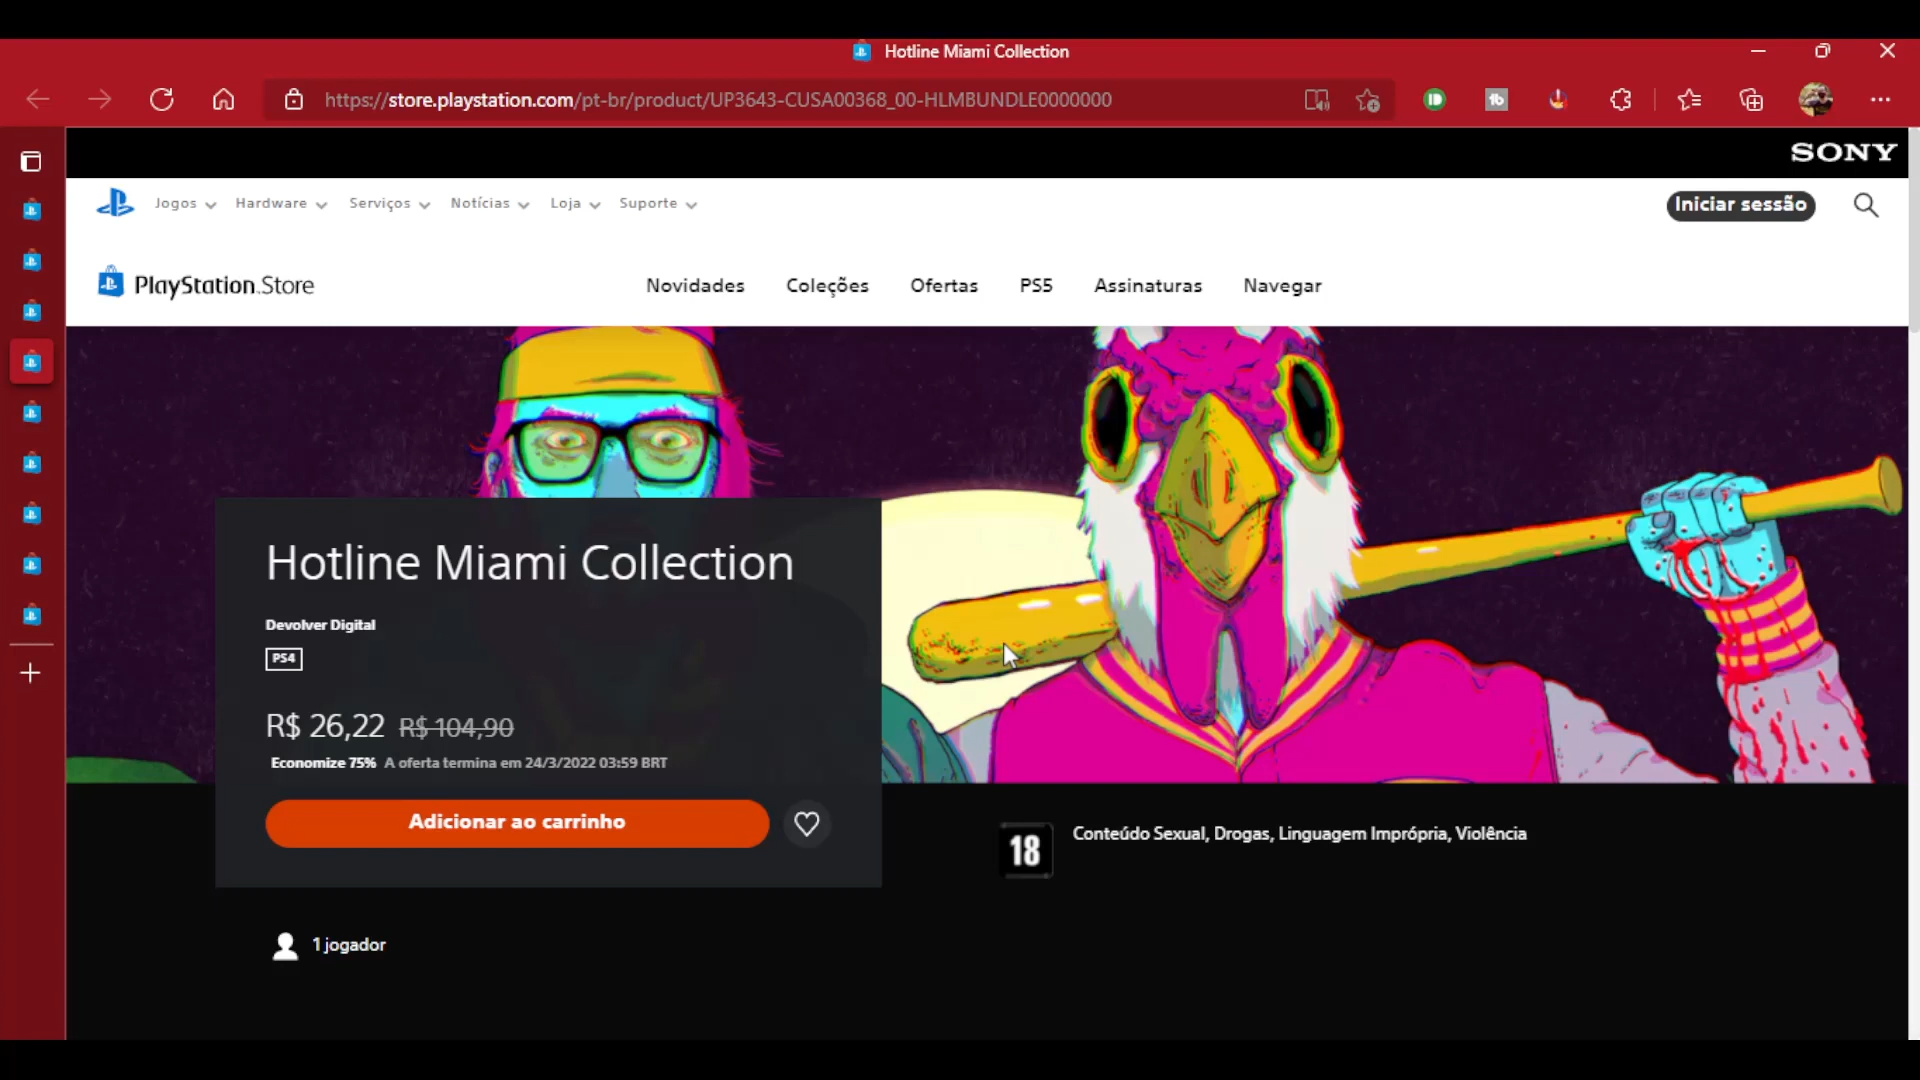 Hotline Miami Collection
https://store.playstation.com/pt-br/product/UP3643-CUSA00368_00-HLMBUNDLE0000000
SONY
Jogos Hardware Serviços Notícias Loja Suporte
Iniciar sessão
PlayStation.Store
Novidades Coleções Ofertas PS5 Assinaturas Navegar
Hotline Miami Collection
Devolver Digital
PS4
R$ 26,22 R$ 104,90
Economize 75% A oferta termina em 24/3/2022 03:59 BRT
Adicionar ao carrinho
18 Conteúdo Sexual, Drogas, Linguagem Imprópria, Violência
1 jogador